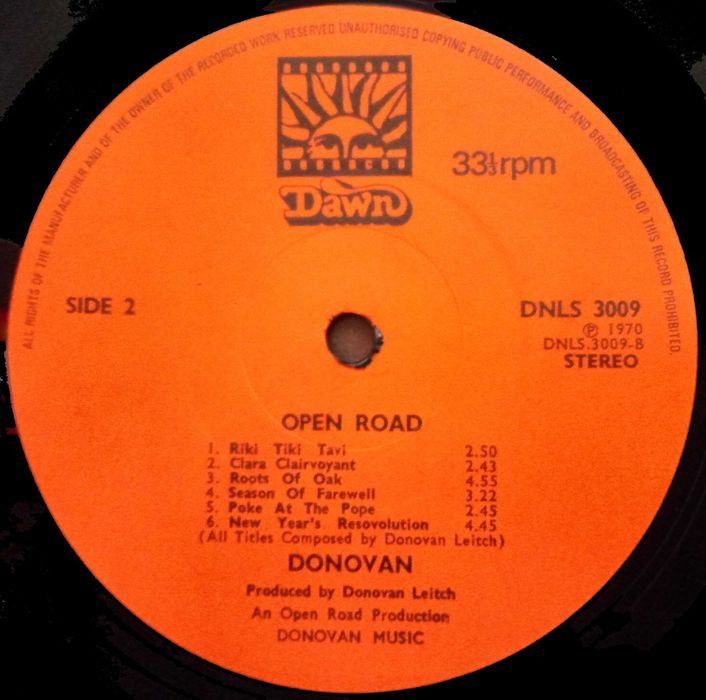 ALL RIGHTS OF THE MANUFACTURER AND OF THE OWNER OF THE RECORDED WORK RESERVED UNAUTHORISED COPYING PUBLIC PERFORMANCE AND BROADCASTING OF THIS RECORD PROHIBITED.
Dawn
33⅓rpm
SIDE 2
DNLS 3009
℗ 1970
DNLS.3009-B
STEREO
OPEN ROAD
1. Riki Tiki Tavi 2.50
2. Clara Clairvoyant 2.43
3. Roots Of Oak 4.55
4. Season Of Farewell 3.22
5. Poke At The Pope 2.45
6. New Year's Resovolution 4.45
(All Titles Composed by Donovan Leitch)
DONOVAN
Produced by Donovan Leitch
An Open Road Production
DONOVAN MUSIC